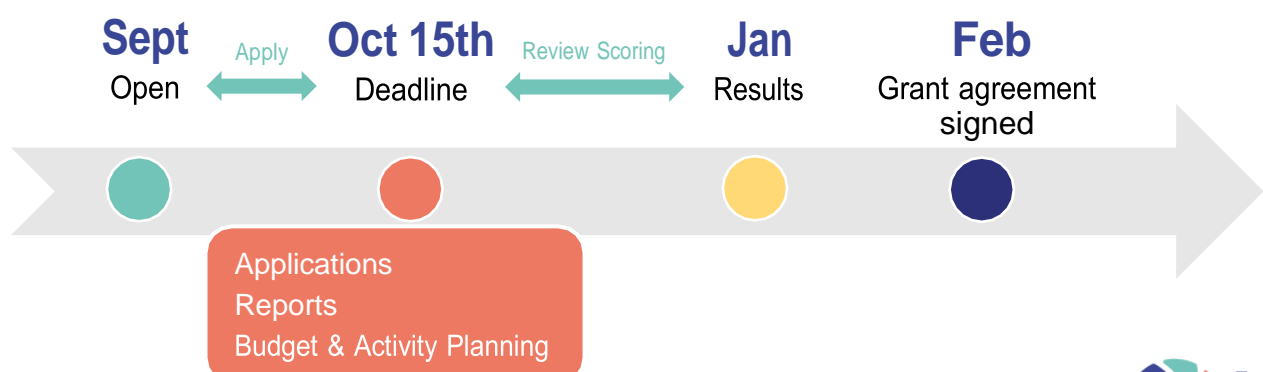 Sept
Open
Apply
Oct 15th
Deadline
Review Scoring
Jan
Results
Feb
Grant agreement
signed
Applications
Reports
Budget & Activity Planning